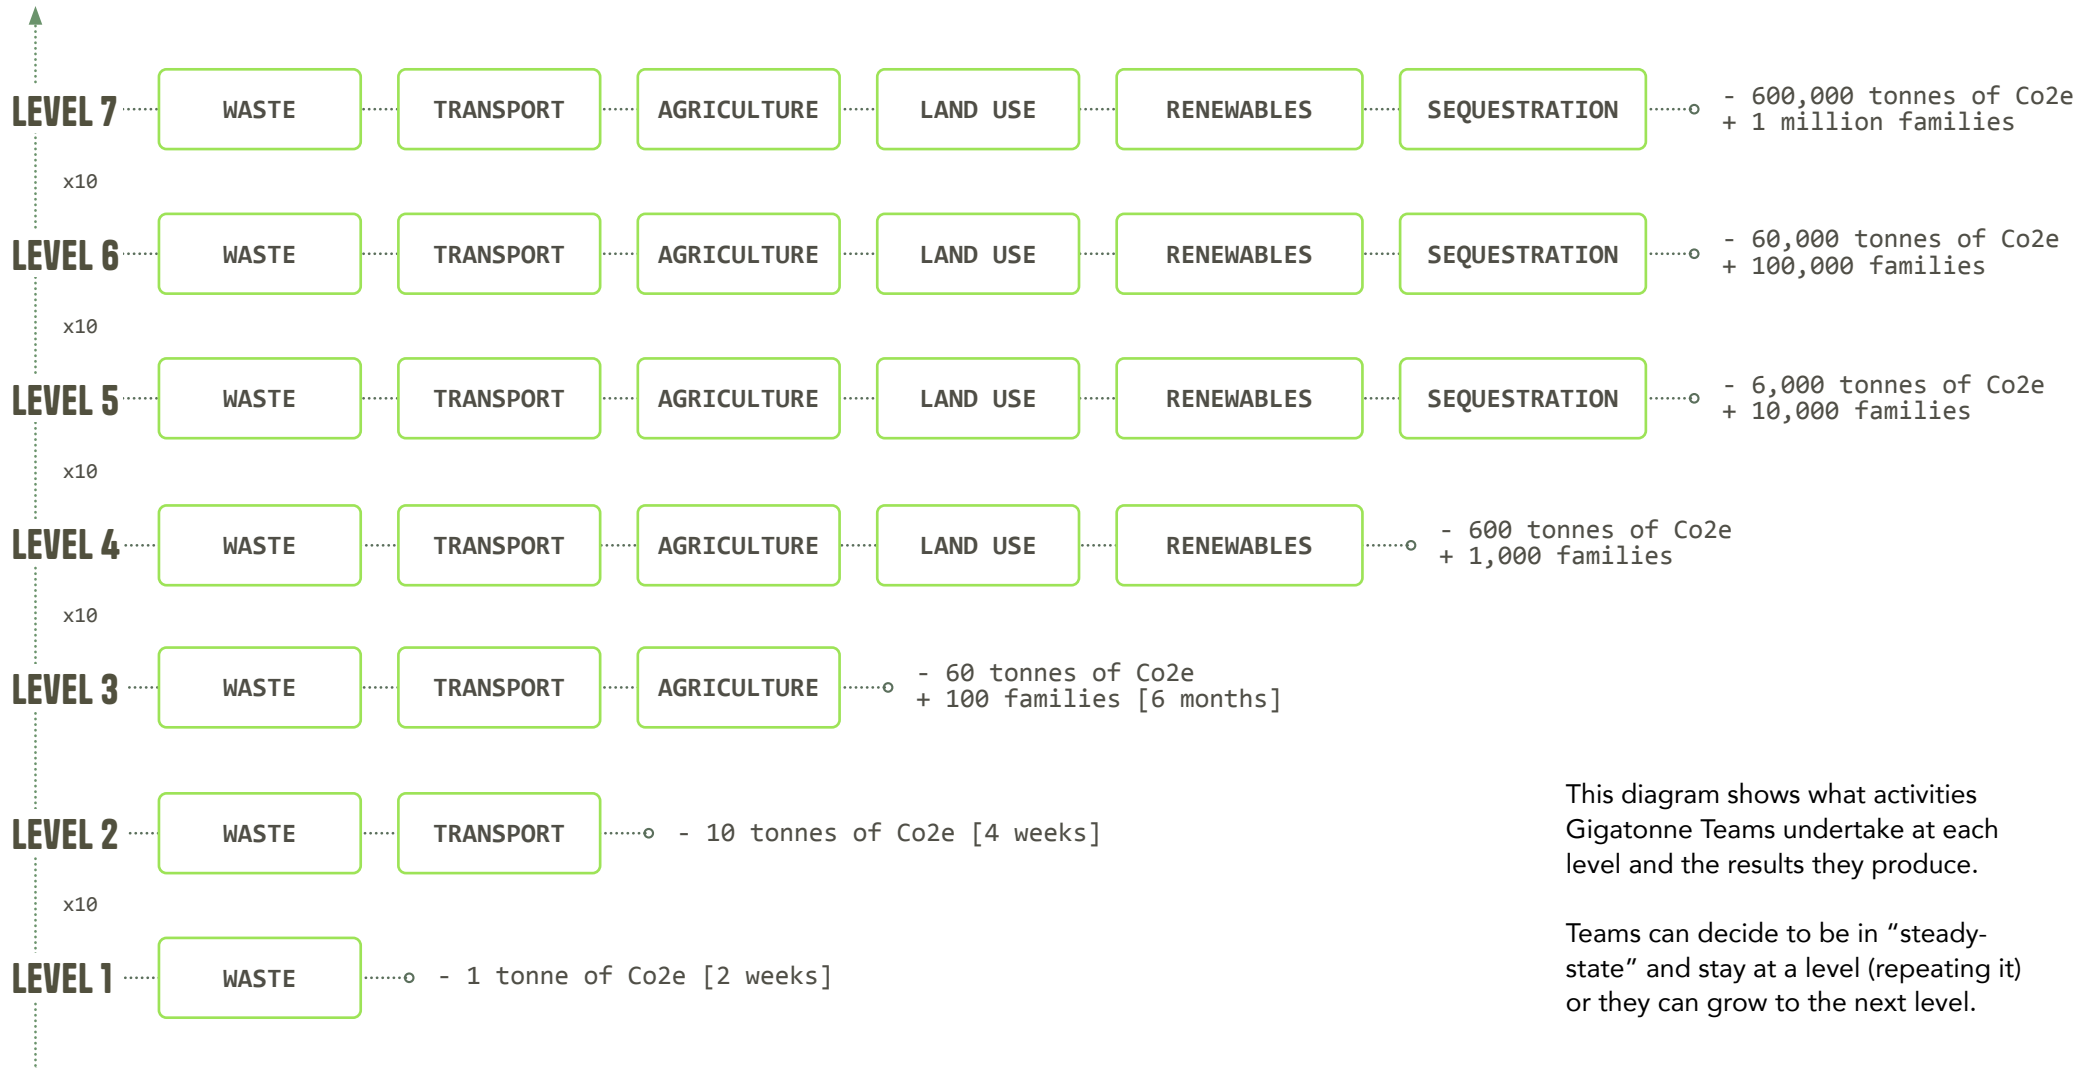 LEVEL 7 WASTE TRANSPORT AGRICULTURE LAND USE RENEWABLES SEQUESTRATION - 600,000 tonnes of Co2e
+ 1 million families
x10
LEVEL 6 WASTE TRANSPORT AGRICULTURE LAND USE RENEWABLES SEQUESTRATION - 60,000 tonnes of Co2e
+ 100,000 families
x10
LEVEL 5 WASTE TRANSPORT AGRICULTURE LAND USE RENEWABLES SEQUESTRATION - 6,000 tonnes of Co2e
+ 10,000 families
x10
LEVEL 4 WASTE TRANSPORT AGRICULTURE LAND USE RENEWABLES - 600 tonnes of Co2e
+ 1,000 families
x10
LEVEL 3 WASTE TRANSPORT AGRICULTURE - 60 tonnes of Co2e
+ 100 families [6 months]
LEVEL 2 WASTE TRANSPORT - 10 tonnes of Co2e [4 weeks]
x10
LEVEL 1 WASTE - 1 tonne of Co2e [2 weeks]
This diagram shows what activities
Gigatonne Teams undertake at each
level and the results they produce.
Teams can decide to be in “steady-
state” and stay at a level (repeating it)
or they can grow to the next level.